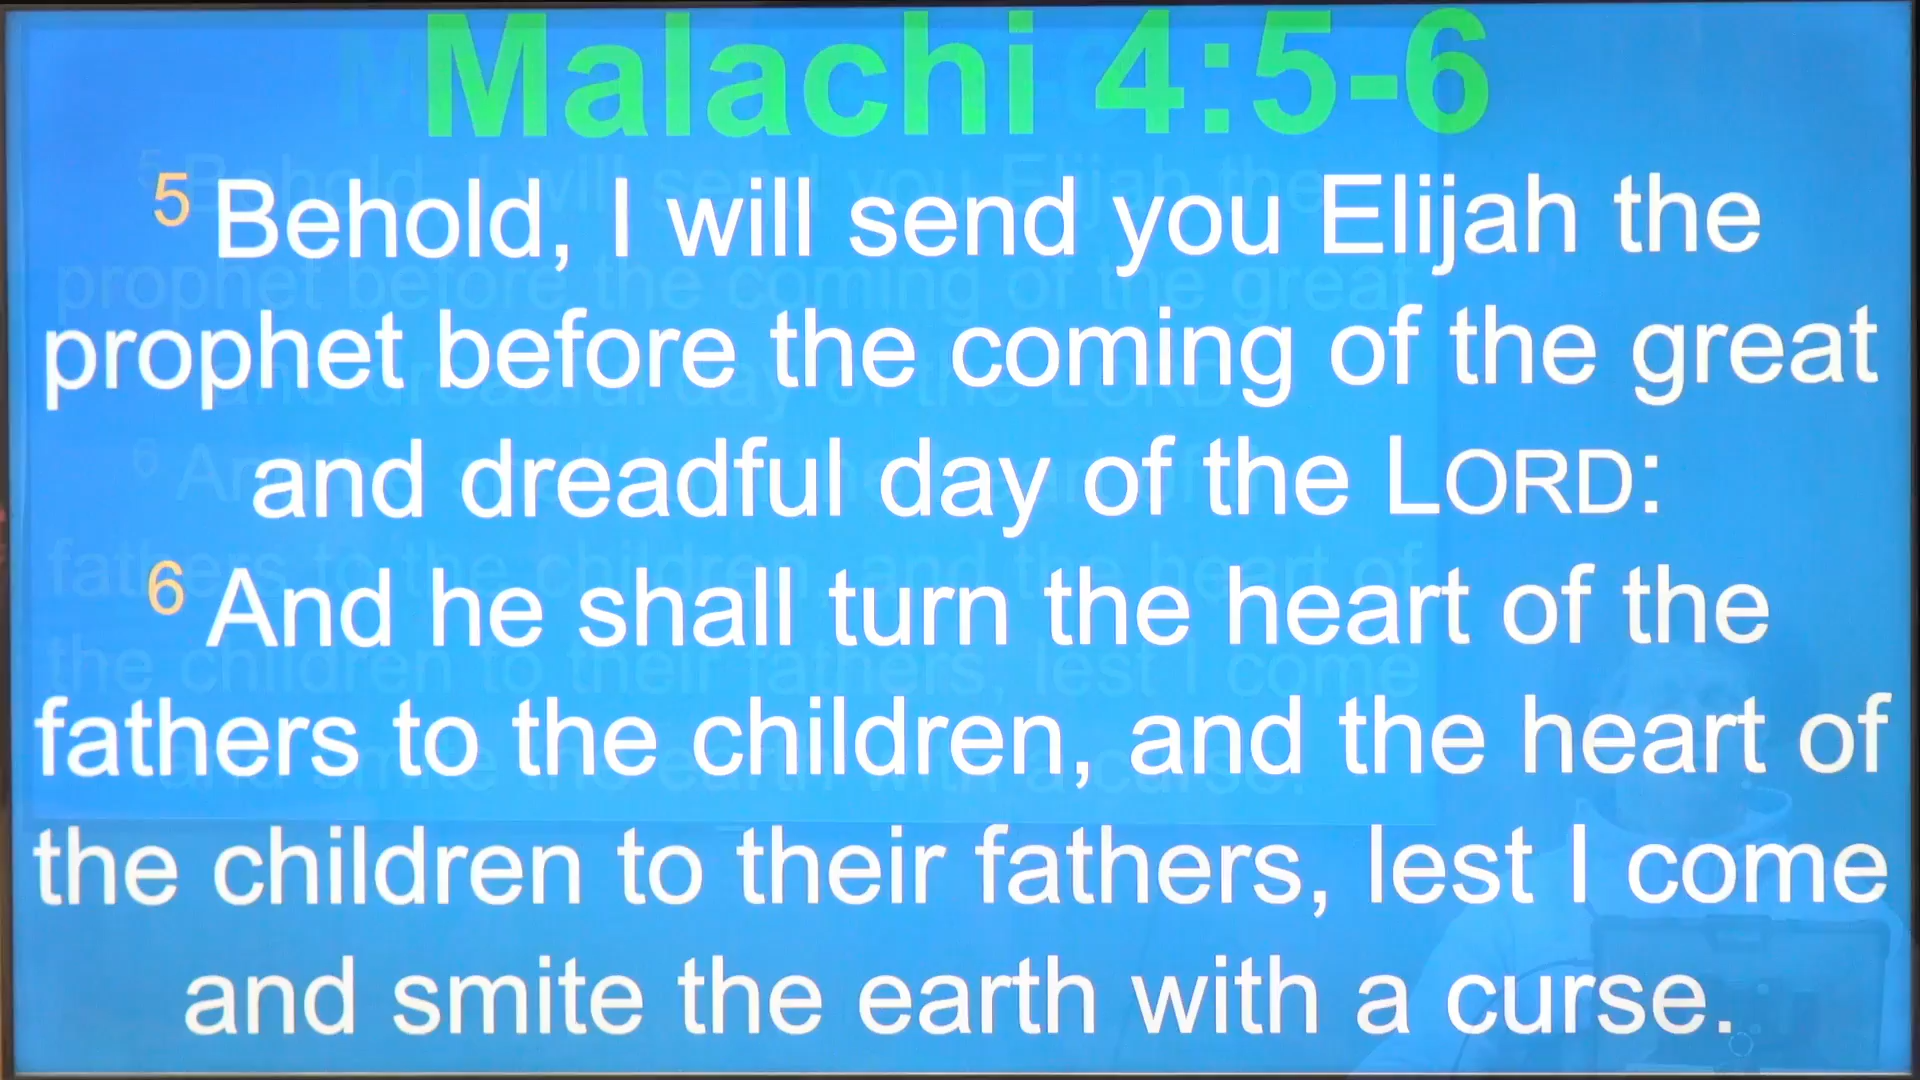 Malachi 4:5-6
5 Behold, I will send you Elijah the
prophet before the coming of the great
and dreadful day of the LORD:
6 And he shall turn the heart of the
fathers to the children, and the heart of
the children to their fathers, lest I come
and smite the earth with a curse.